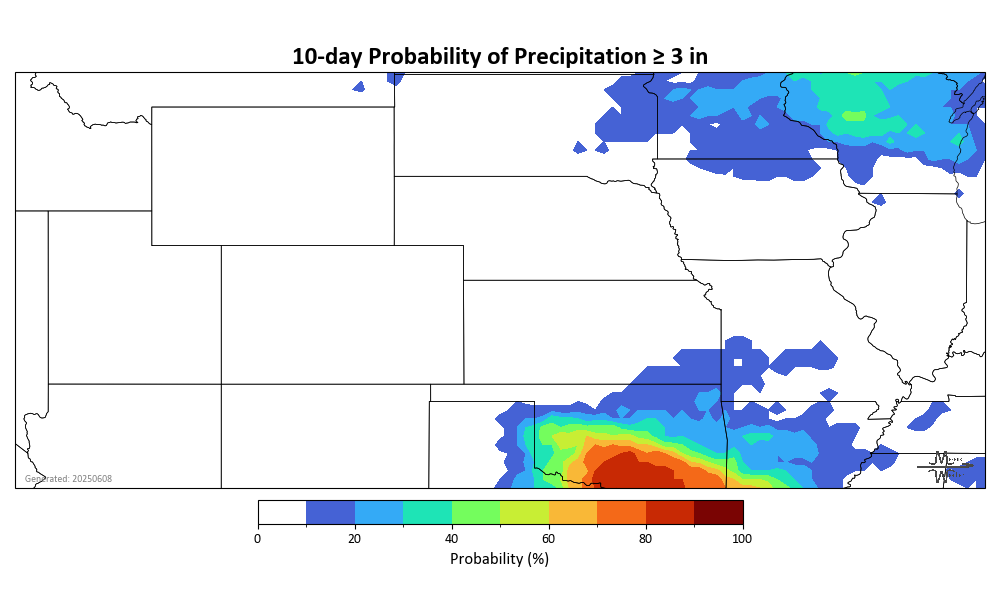 10-day Probability of Precipitation ≥ 3 in
Generated: 20250608
0 20 40 60 80 100
Probability (%)